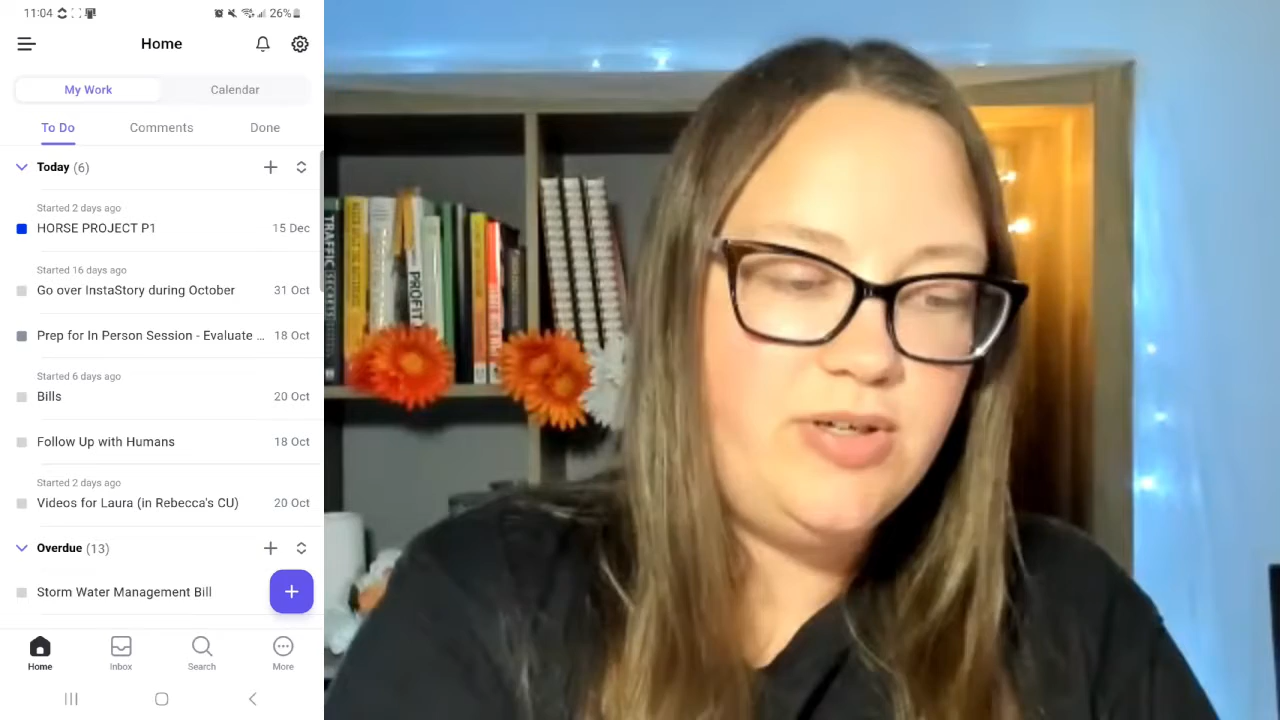 11:04
26%
Home
My Work
Calendar
To Do
Comments
Done
Today (6)
Started 2 days ago
HORSE PROJECT P1
15 Dec
Started 16 days ago
Go over InstaStory during October
31 Oct
Prep for In Person Session - Evaluate ...
18 Oct
Started 6 days ago
Bills
20 Oct
Follow Up with Humans
18 Oct
Started 2 days ago
Videos for Laura (in Rebecca's CU)
20 Oct
Overdue (13)
Storm Water Management Bill
Home
Inbox
Search
More
TRAFFIC SECRETS
PROFIT